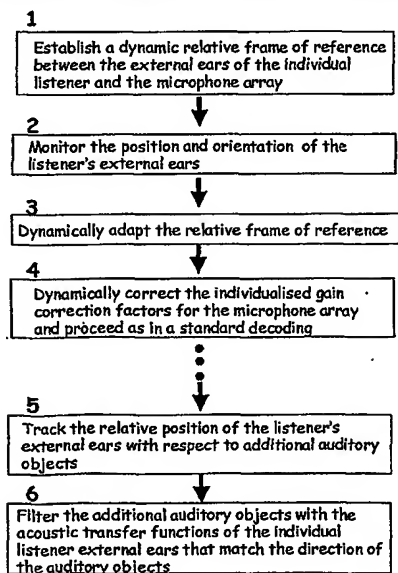 1
Establish a dynamic relative frame of reference
between the external ears of the individual
listener and the microphone array
2
Monitor the position and orientation of the
listener's external ears
3
Dynamically adapt the relative frame of reference
4
Dynamically correct the individualised gain
correction factors for the microphone array
and proceed as in a standard decoding
5
Track the relative position of the listener's
external ears with respect to additional auditory
objects
6
Filter the additional auditory objects with the
acoustic transfer functions of the individual
listener external ears that match the direction of
the auditory objects